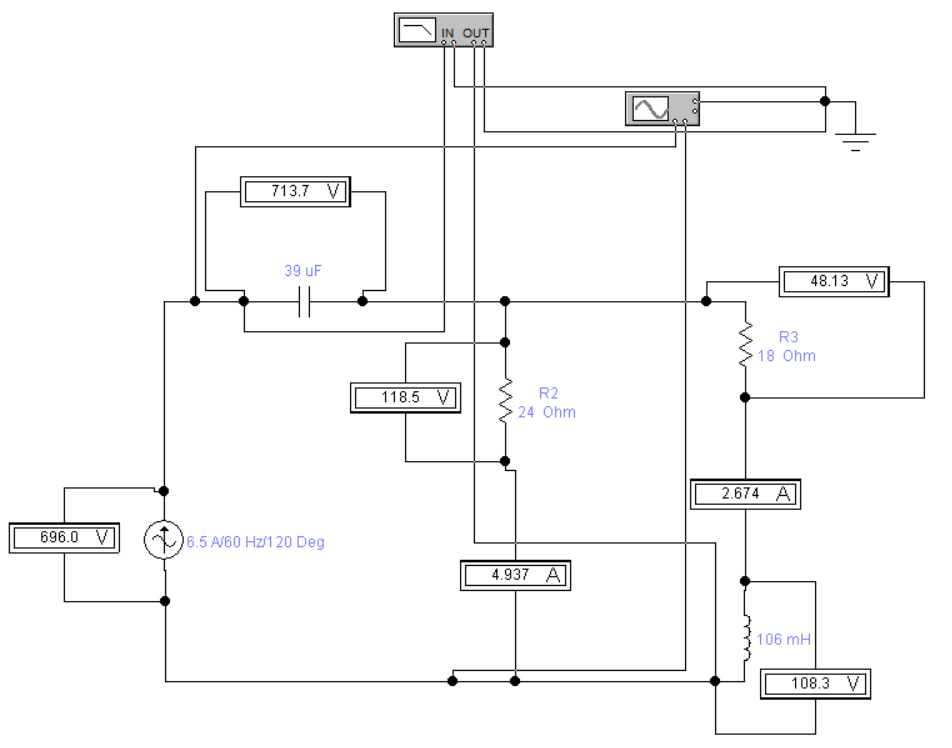 IN OUT
713.7 V
39 uF
48.13 V
R3
18 Ohm
118.5 V
R2
24 Ohm
2.674 A
696.0 V
6.5 A/60 Hz/120 Deg
4.937 A
106 mH
108.3 V